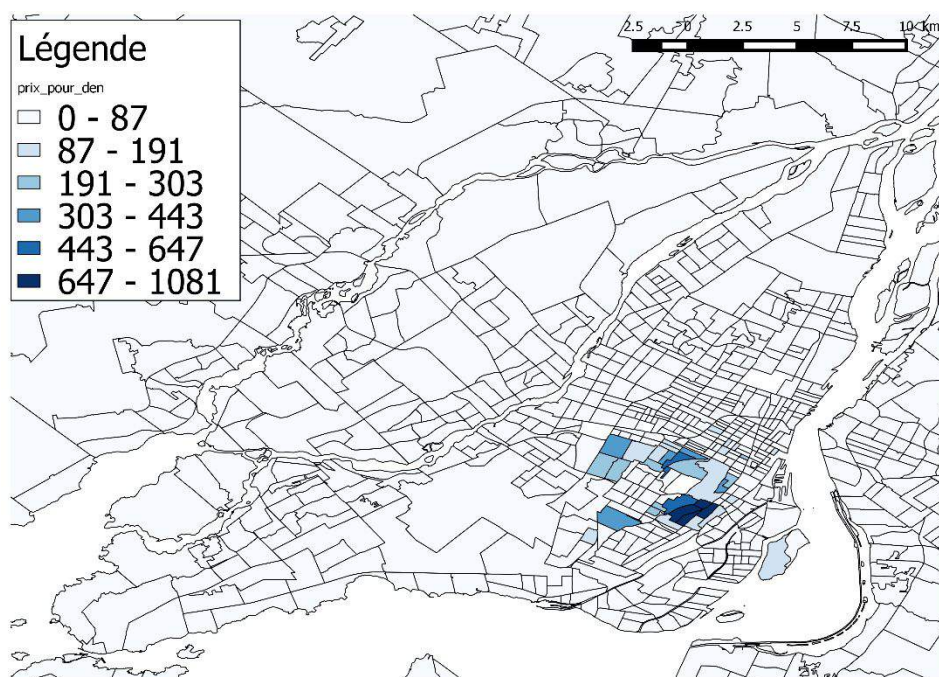 Légende
prix_pour_den
0 - 87
87 - 191
191 - 303
303 - 443
443 - 647
647 - 1081
2.5 0 2.5 5 7.5 10 km